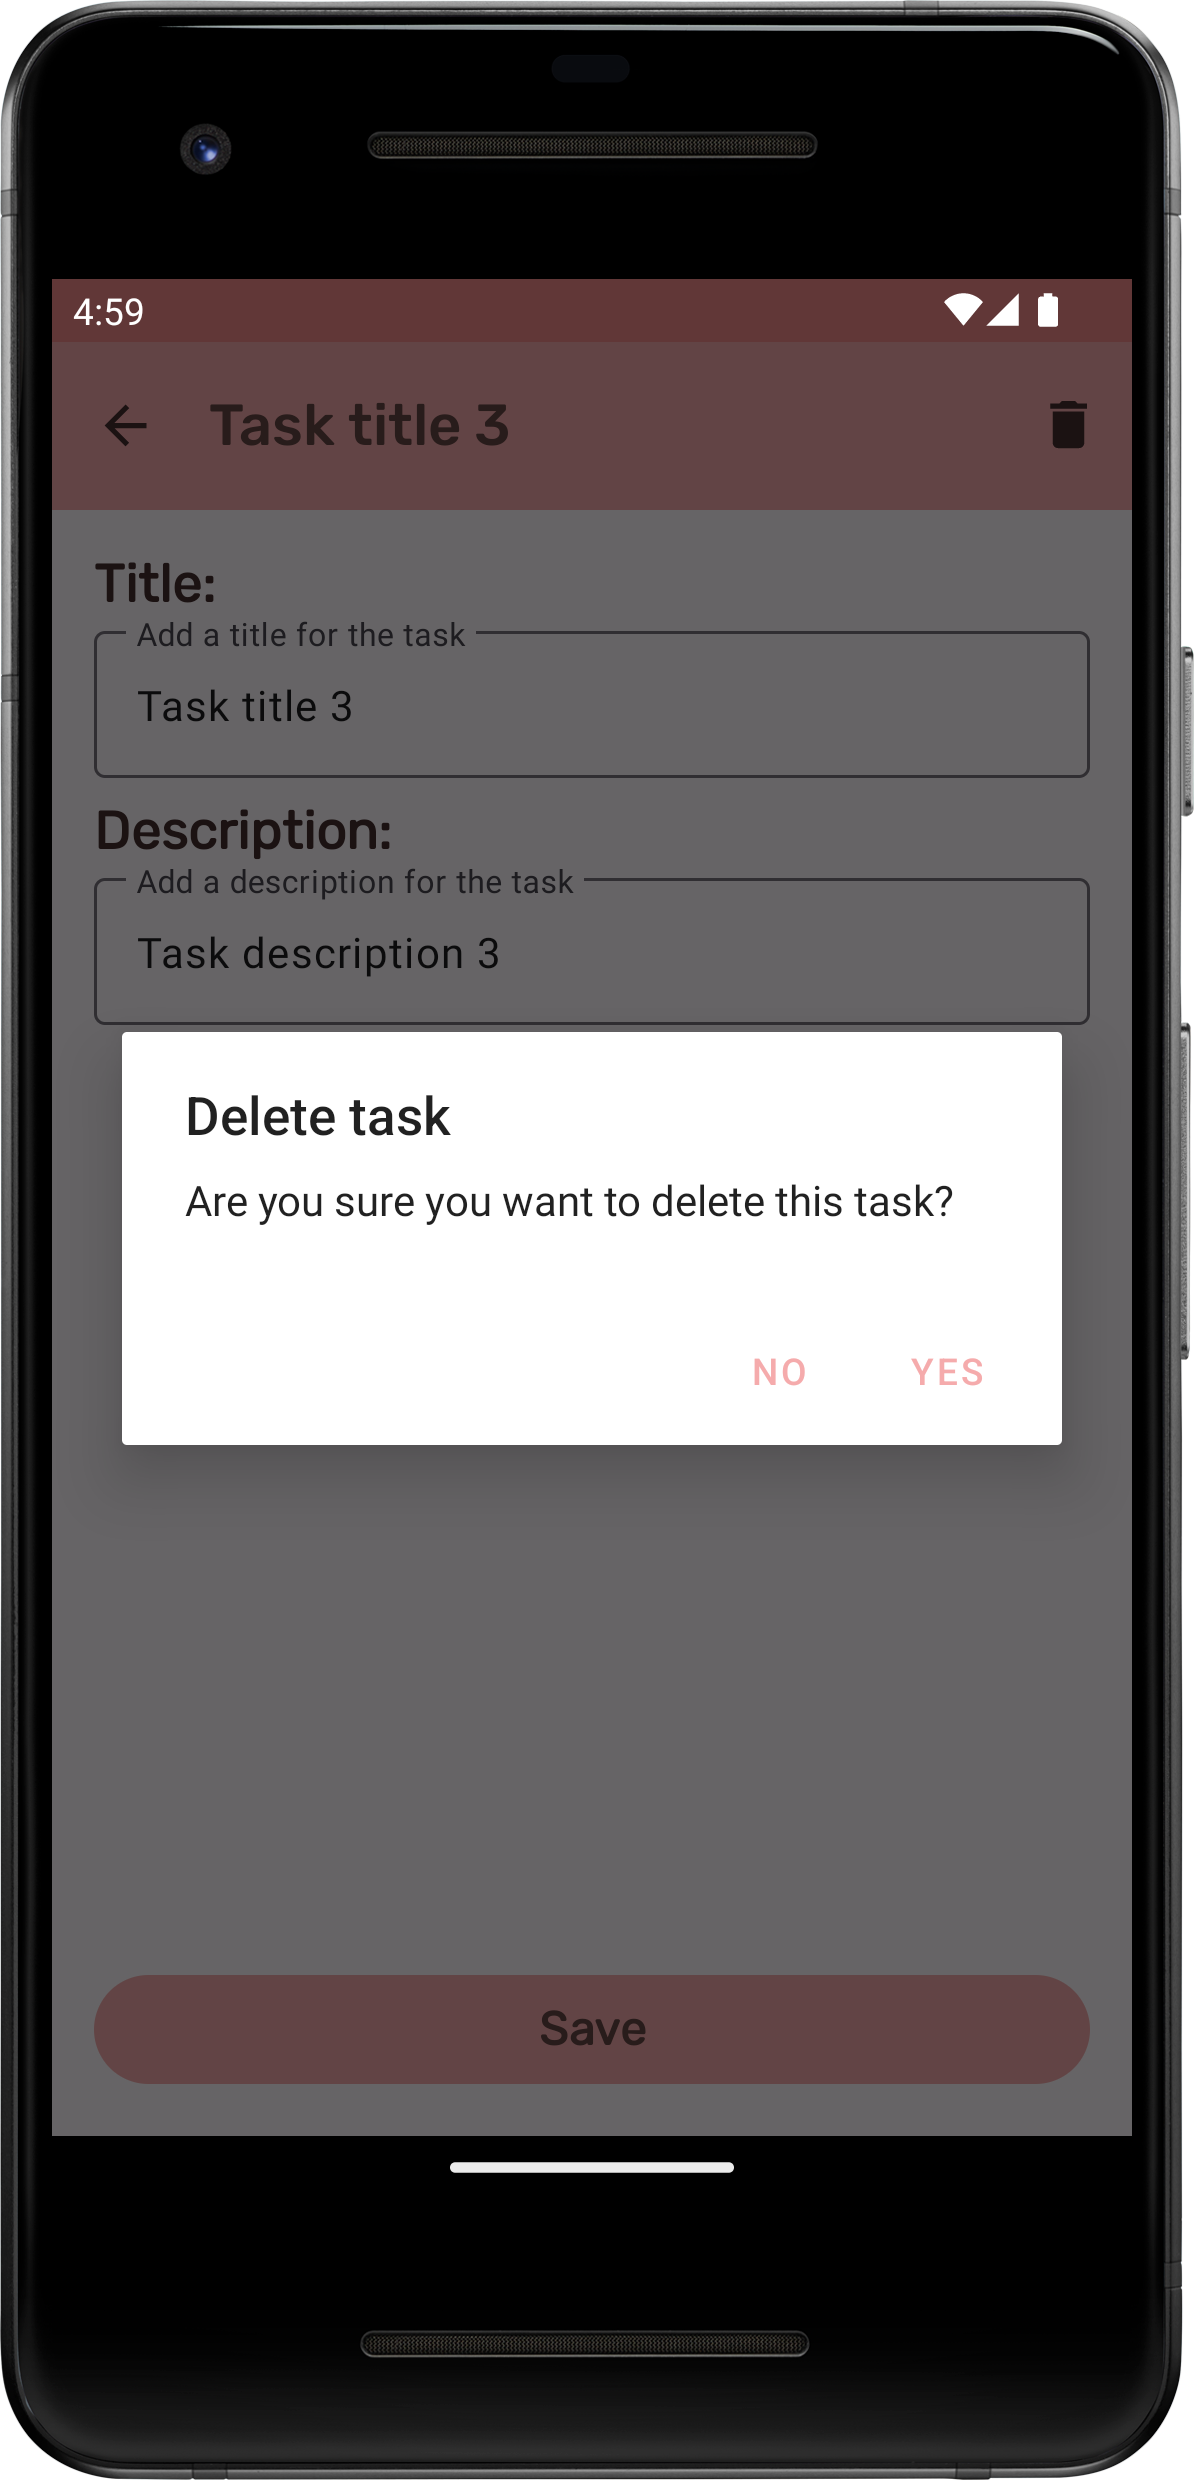 4:59
Task title 3
Title:
Add a title for the task
Task title 3
Description:
Add a description for the task
Task description 3
Delete task
Are you sure you want to delete this task?
NO YES
Save